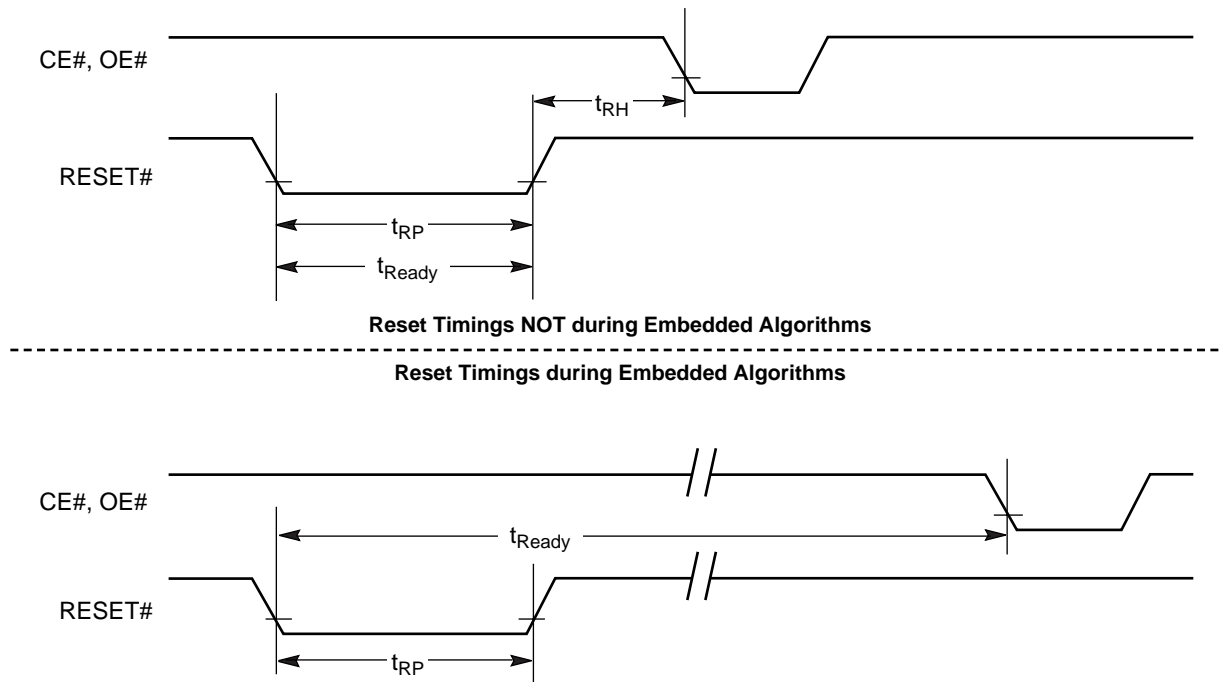 CE#, OE#
tRH
RESET#
tRP
tReady
Reset Timings NOT during Embedded Algorithms
Reset Timings during Embedded Algorithms
CE#, OE#
tReady
RESET#
tRP